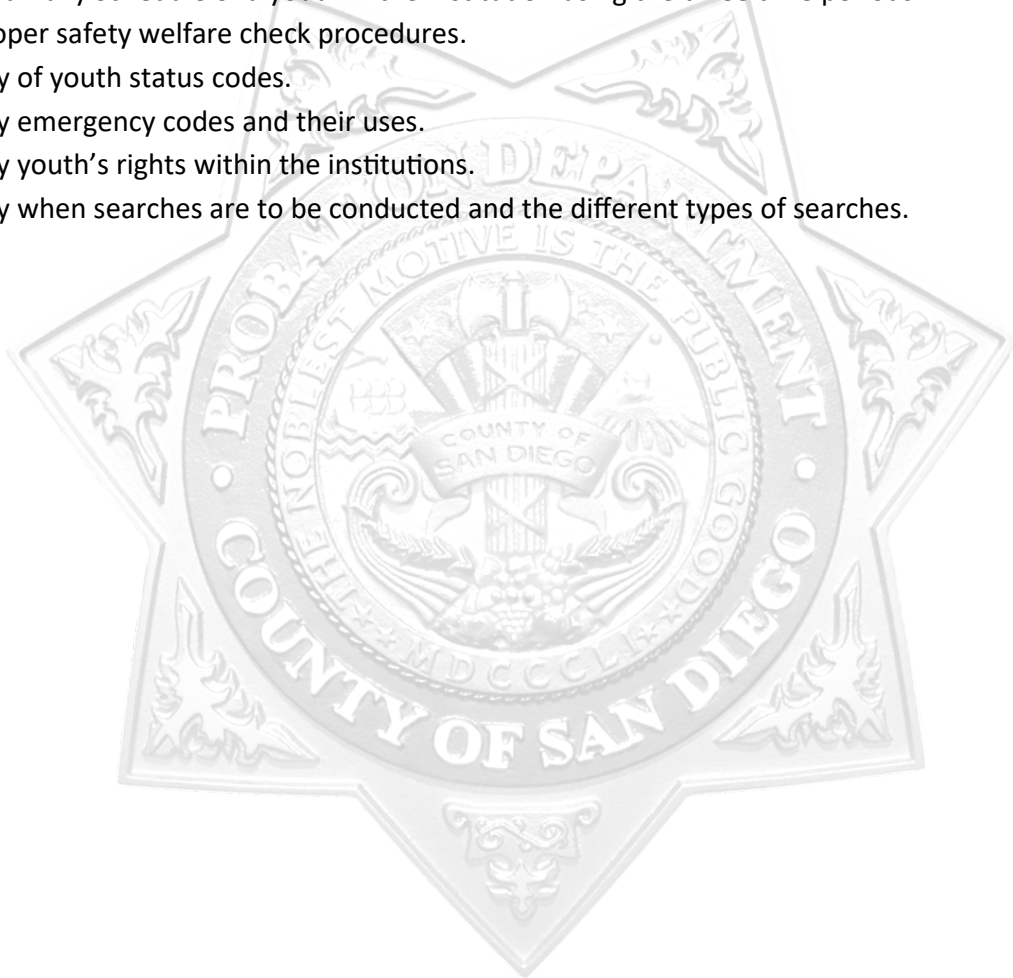 oper safety welfare check procedures.
y of youth status codes.
y emergency codes and their uses.
y youth's rights within the institutions.
y when searches are to be conducted and the different types of searches.
PROBATION DEPARTMENT
THE NOBLEST MOTIVE IS THE PUBLIC GOOD
COUNTY OF
SAN DIEGO
MDCCCLI
COUNTY OF SAN DIEGO